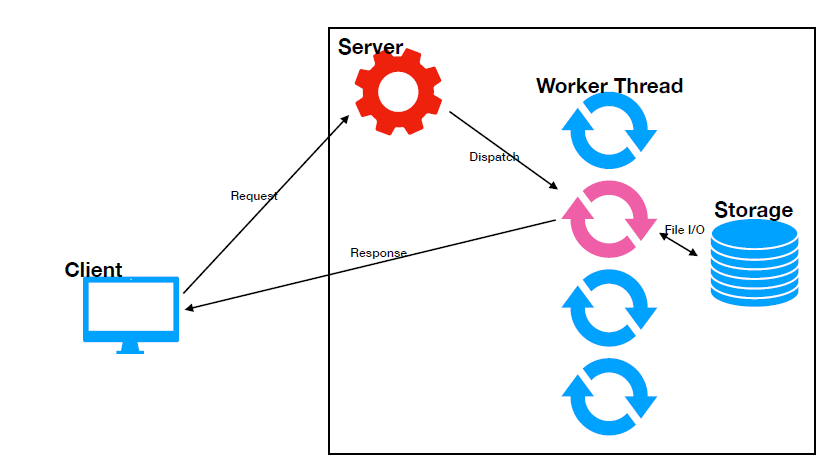 Server
Worker Thread
Dispatch
Request
Storage
File I/O
Response
Client